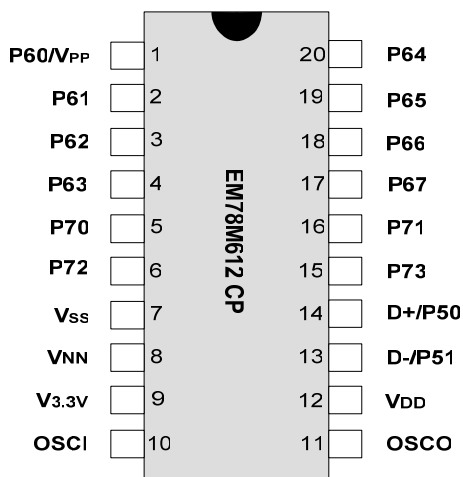 P60/VPP 1 20 P64
P61 2 19 P65
P62 3 18 P66
P63 4 17 P67
P70 5 16 P71
P72 6 15 P73
VSS 7 14 D+/P50
VNN 8 13 D-/P51
V3.3V 9 12 VDD
OSCI 10 11 OSCO
EM78M612 CP